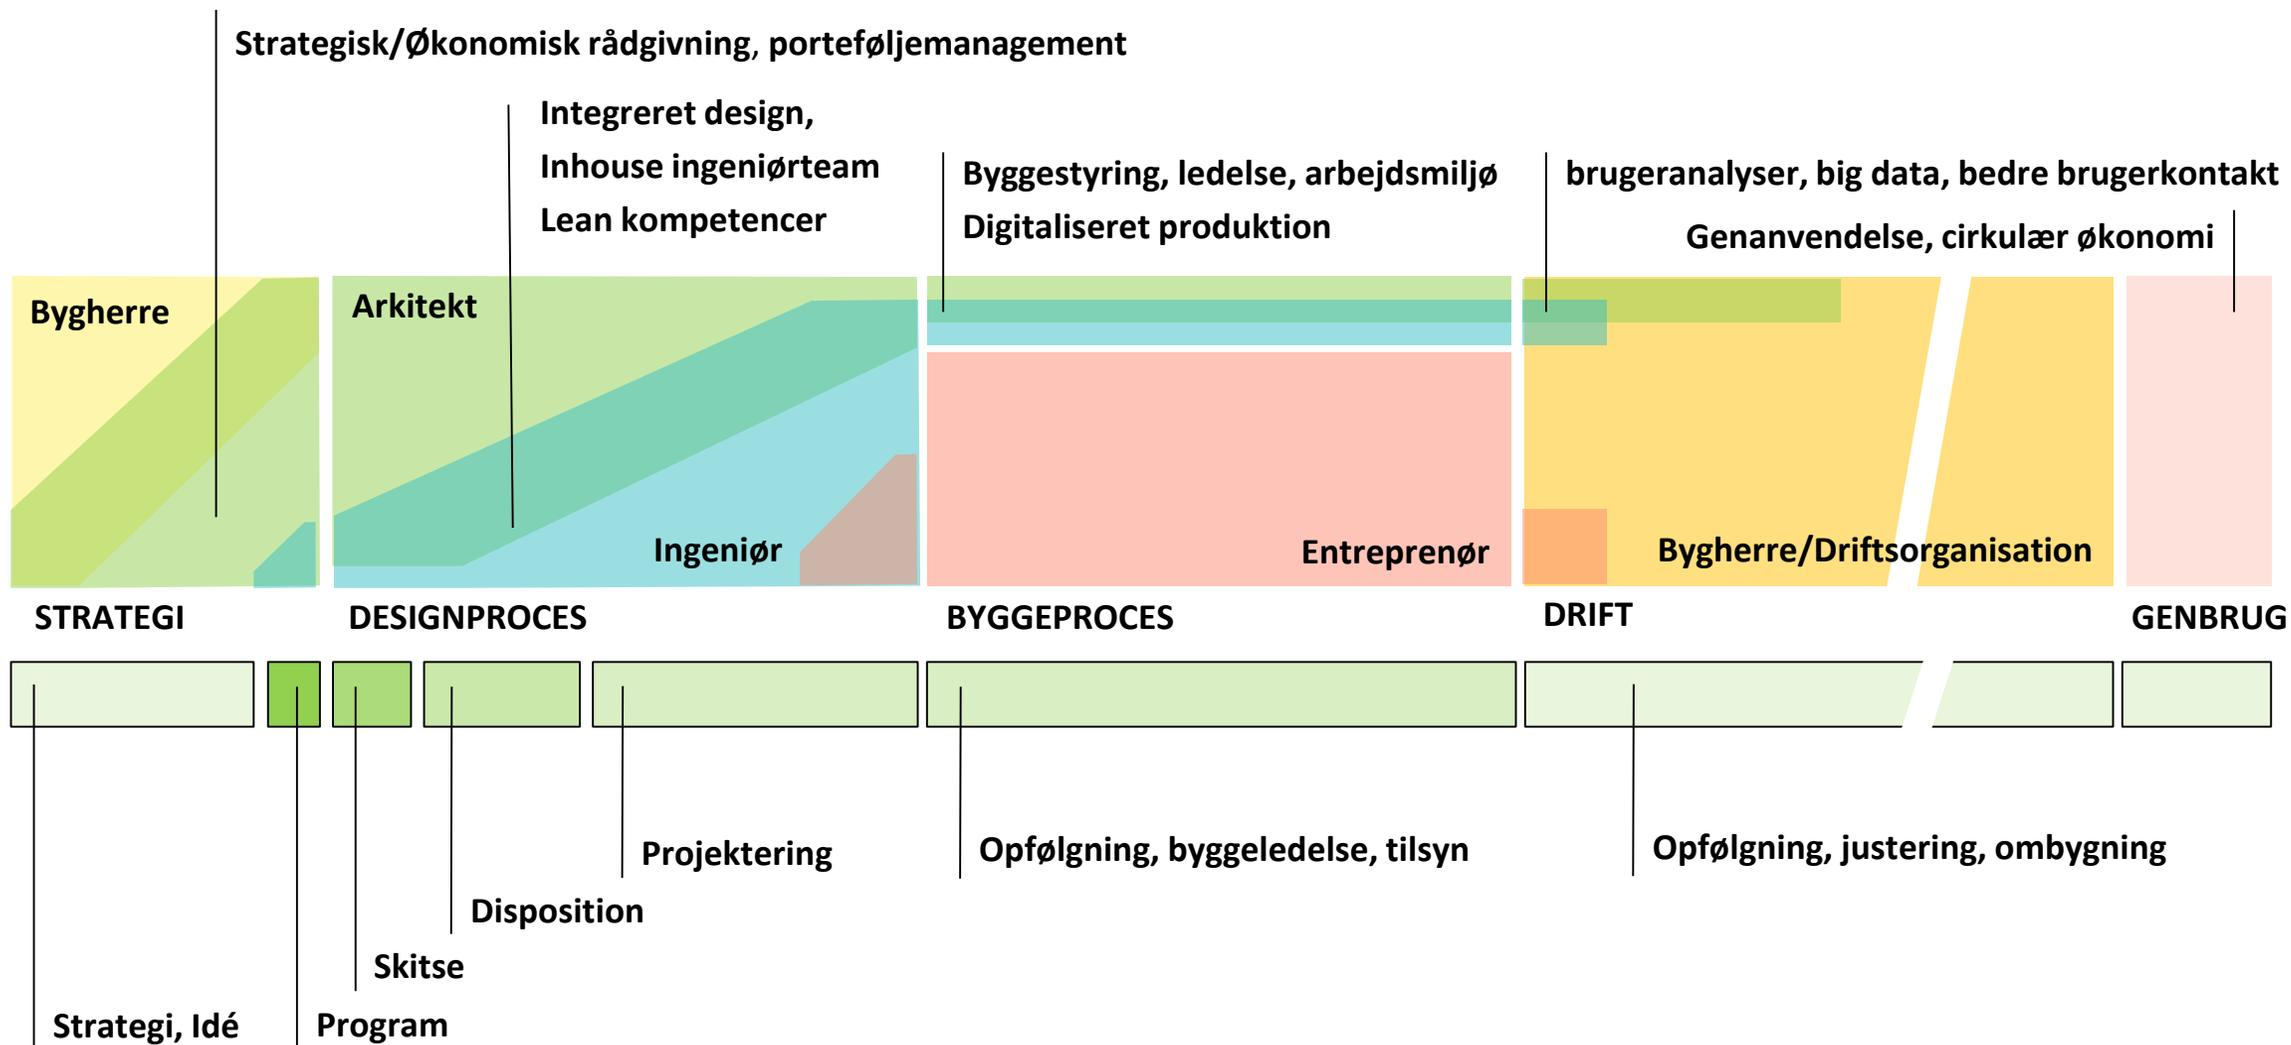 Strategisk/Økonomisk rådgivning, porteføljemanagement
Integreret design,
Inhouse ingeniørteam
Lean kompetencer
Byggestyring, ledelse, arbejdsmiljø
Digitaliseret produktion
brugeranalyser, big data, bedre brugerkontakt
Genanvendelse, cirkulær økonomi
Bygherre
Arkitekt
Ingeniør
Entreprenør
Bygherre/Driftsorganisation
STRATEGI
DESIGNPROCES
BYGGEPROCES
DRIFT
GENBRUG
Projektering
Opfølgning, byggeledelse, tilsyn
Opfølgning, justering, ombygning
Disposition
Skitse
Strategi, Idé
Program